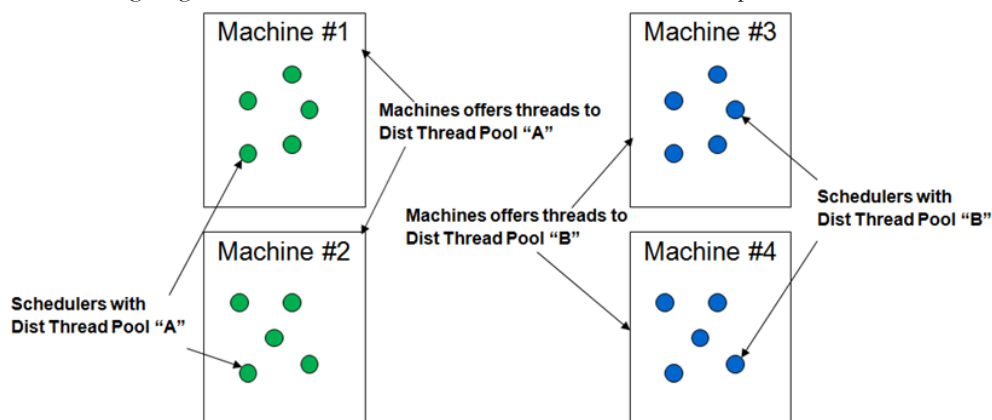 Machine #1
Machine #3
Machines offers threads to
Dist Thread Pool “A”
Schedulers with
Dist Thread Pool “B”
Machines offers threads to
Dist Thread Pool “B”
Machine #2
Machine #4
Schedulers with
Dist Thread Pool “A”